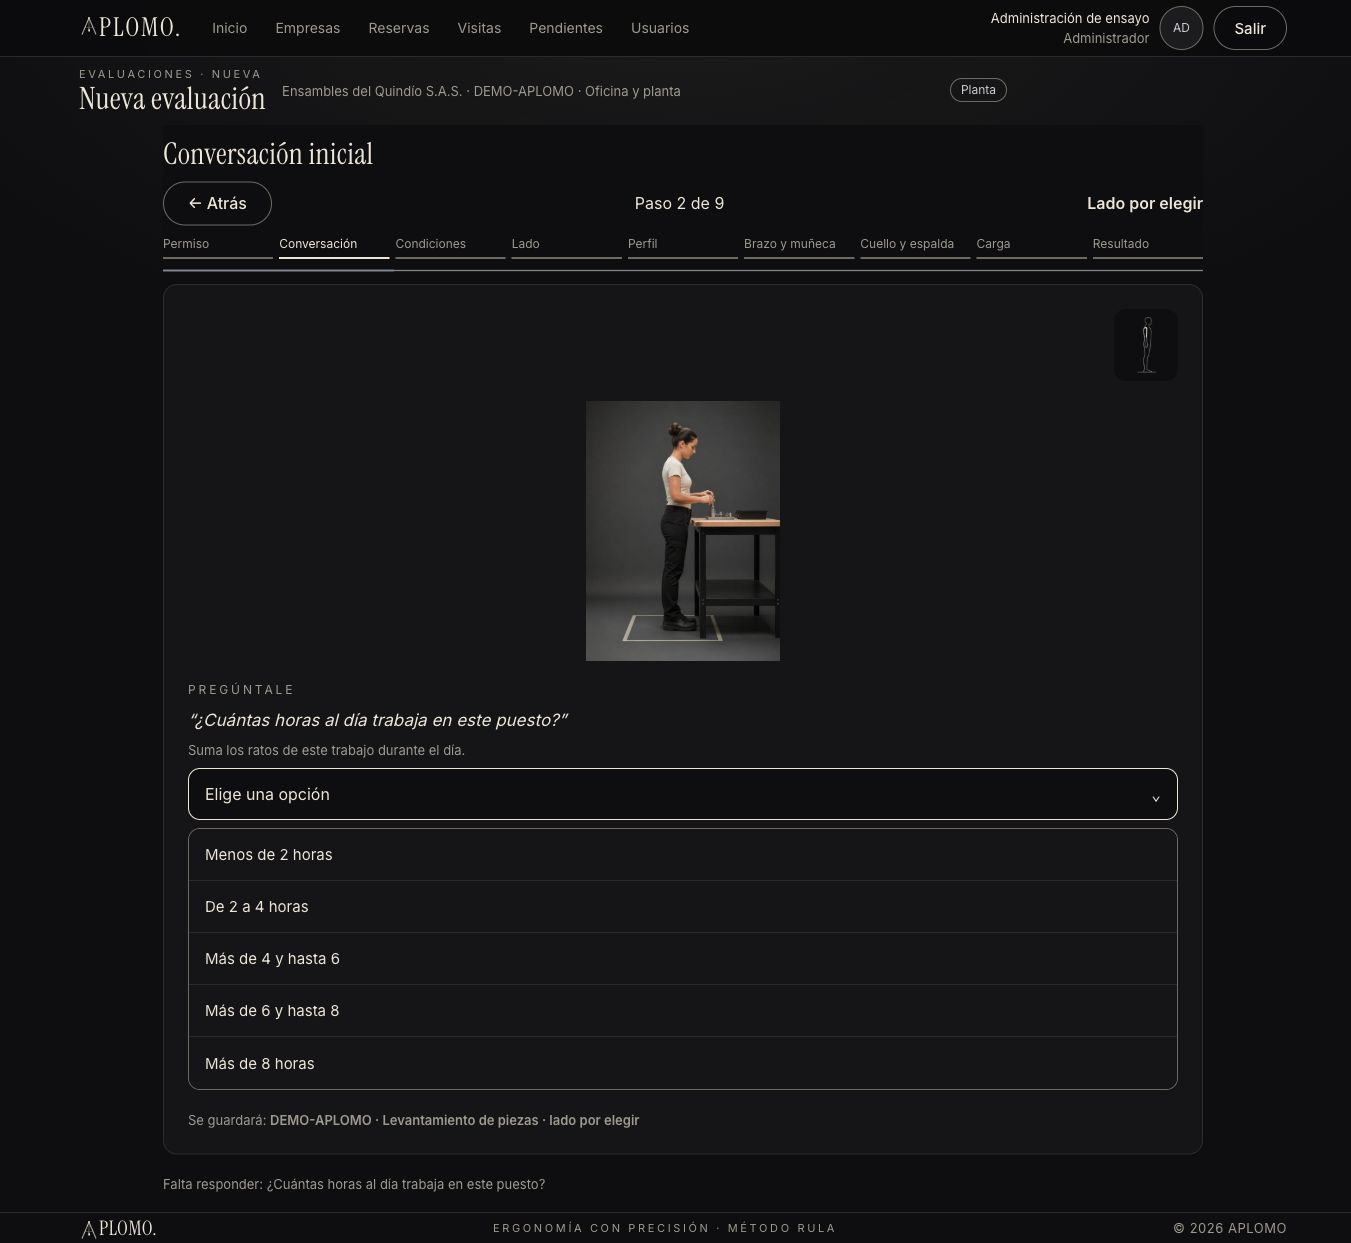 APLOMO.
Inicio
Empresas
Reservas
Visitas
Pendientes
Usuarios
Administración de ensayo
Administrador
AD
Salir
EVALUACIONES · NUEVA
Nueva evaluación
Ensambles del Quindío S.A.S. · DEMO-APLOMO · Oficina y planta
Planta
Conversación inicial
← Atrás
Paso 2 de 9
Lado por elegir
Permiso
Conversación
Condiciones
Lado
Perfil
Brazo y muñeca
Cuello y espalda
Carga
Resultado
PREGÚNTALE
“¿Cuántas horas al día trabaja en este puesto?”
Suma los ratos de este trabajo durante el día.
Elige una opción
Menos de 2 horas
De 2 a 4 horas
Más de 4 y hasta 6
Más de 6 y hasta 8
Más de 8 horas
Se guardará: DEMO-APLOMO · Levantamiento de piezas · lado por elegir
Falta responder: ¿Cuántas horas al día trabaja en este puesto?
APLOMO.
ERGONOMÍA CON PRECISIÓN · MÉTODO RULA
© 2026 APLOMO